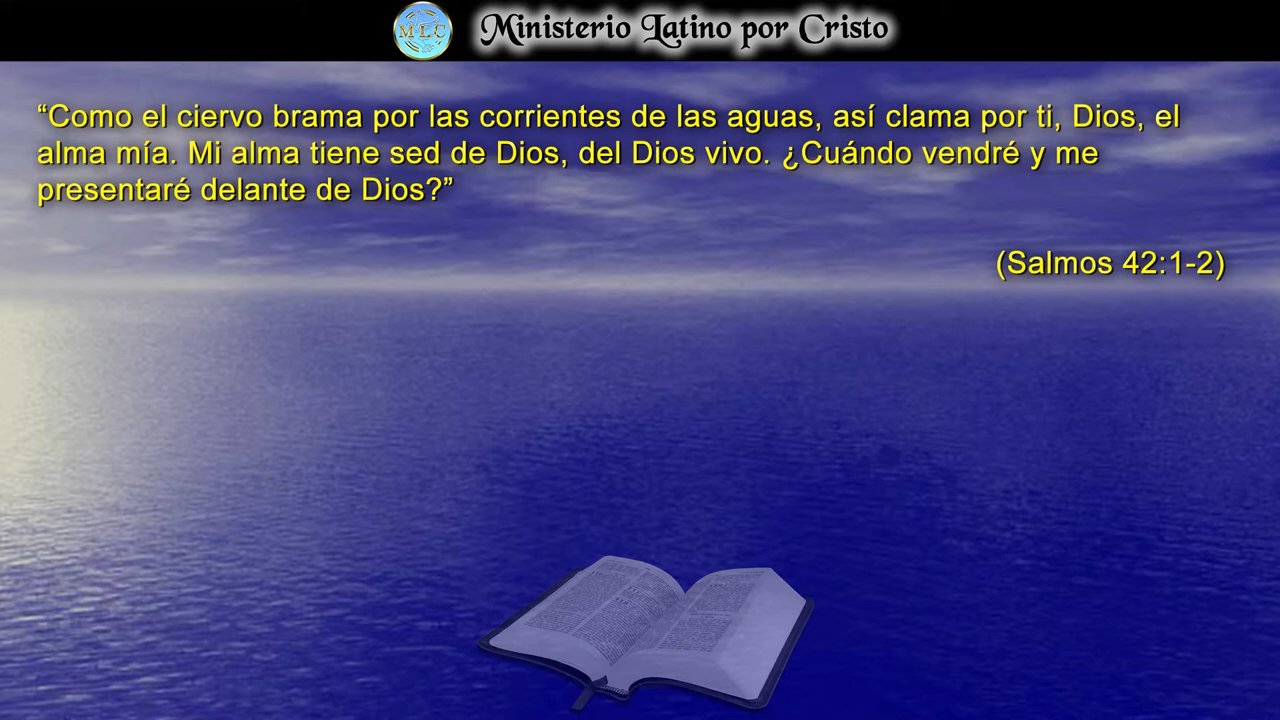 MLC
Ministerio Latino por Cristo
“Como el ciervo brama por las corrientes de las aguas, así clama por ti, Dios, el
alma mía. Mi alma tiene sed de Dios, del Dios vivo. ¿Cuándo vendré y me
presentaré delante de Dios?”
(Salmos 42:1-2)